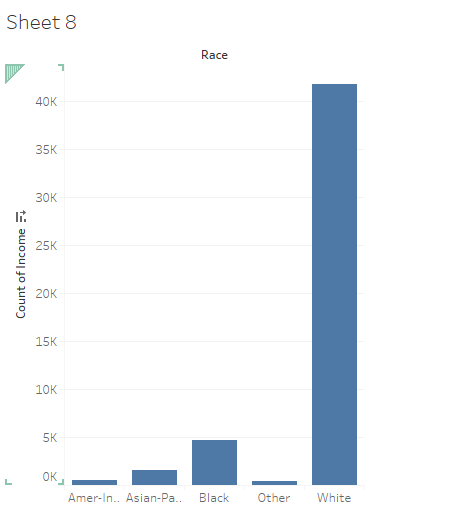 Sheet 8
Race
Count of Income
40K
35K
30K
25K
20K
15K
10K
5K
0K
Amer-In.. Asian-Pa.. Black Other White